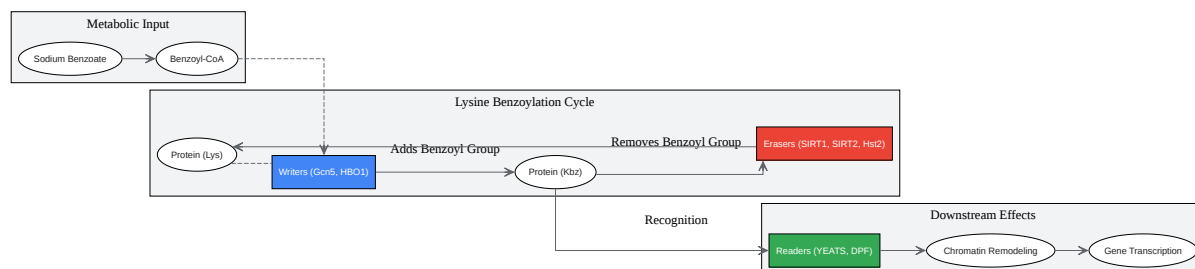 Metabolic Input
Sodium Benzoate
Benzoyl-CoA
Lysine Benzoylation Cycle
Protein (Lys)
Writers (Gcn5, HBO1)
Adds Benzoyl Group
Protein (Kbz)
Removes Benzoyl Group
Erasers (SIRT1, SIRT2, Hst2)
Recognition
Downstream Effects
Readers (YEATS, DPF)
Chromatin Remodeling
Gene Transcription